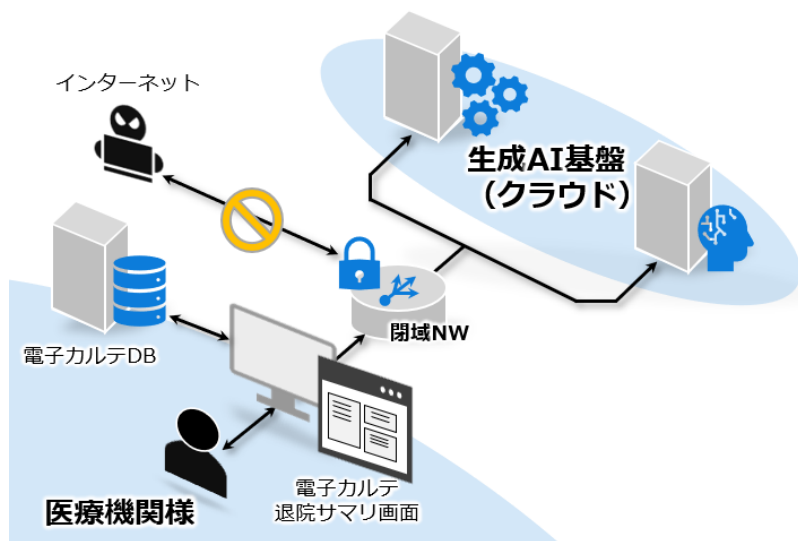 インターネット
生成AI基盤
（クラウド）
閉域NW
電子カルテDB
電子カルテ
退院サマリ画面
医療機関様